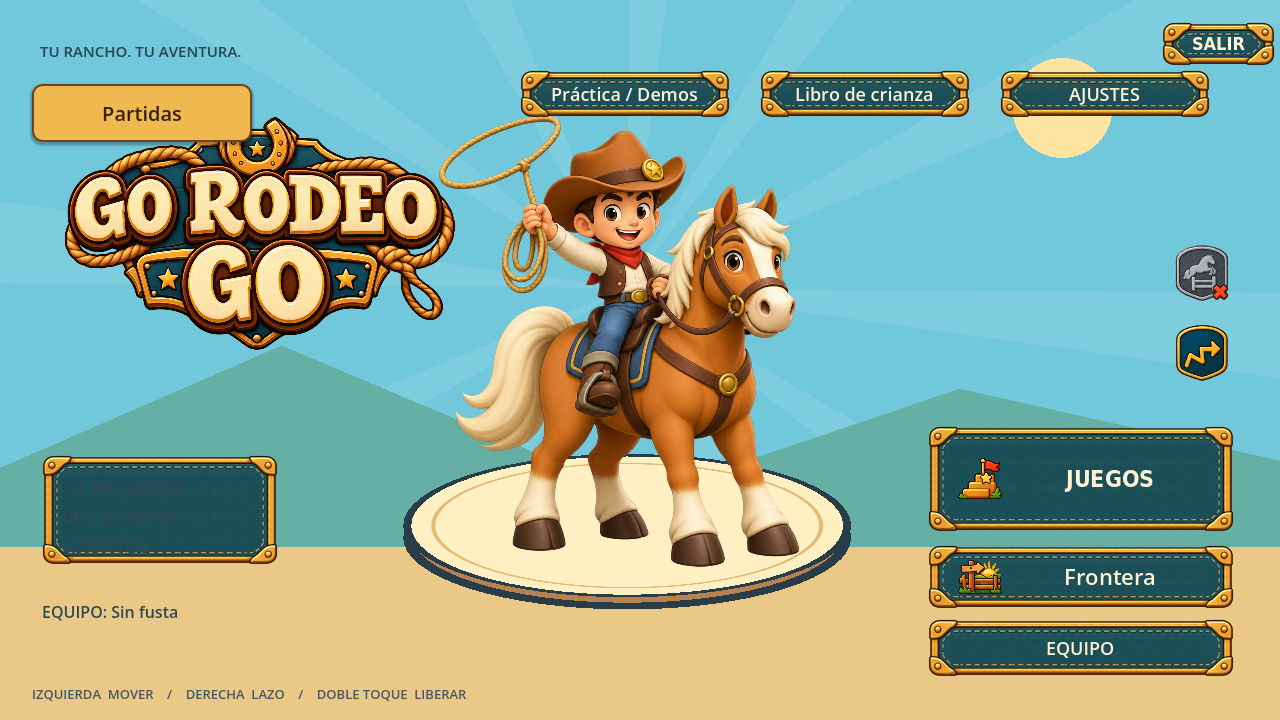 TU RANCHO. TU AVENTURA.
SALIR
Práctica / Demos
Libro de crianza
AJUSTES
Partidas
GO RODEO
GO
JUEGOS
Frontera
EQUIPO
EQUIPO: Sin fusta
IZQUIERDA MOVER / DERECHA LAZO / DOBLE TOQUE LIBERAR